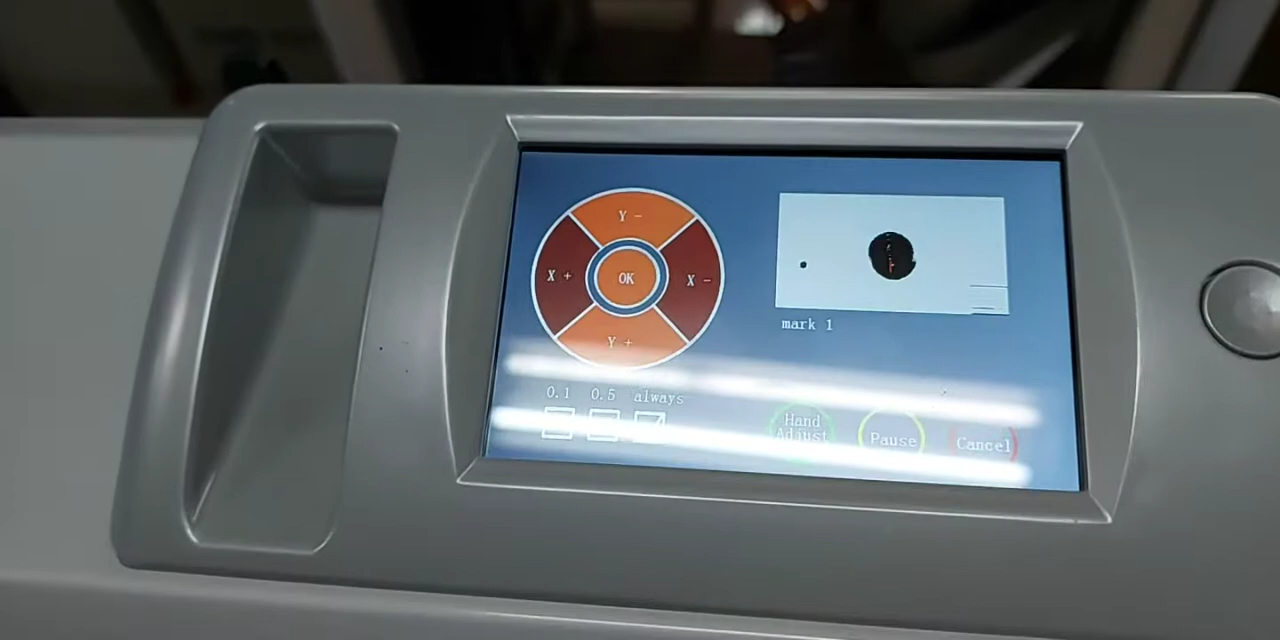 Y -
X +
OK
X -
Y +
mark 1
0.1 0.5 always
Hand
Adjust
Pause
Cancel